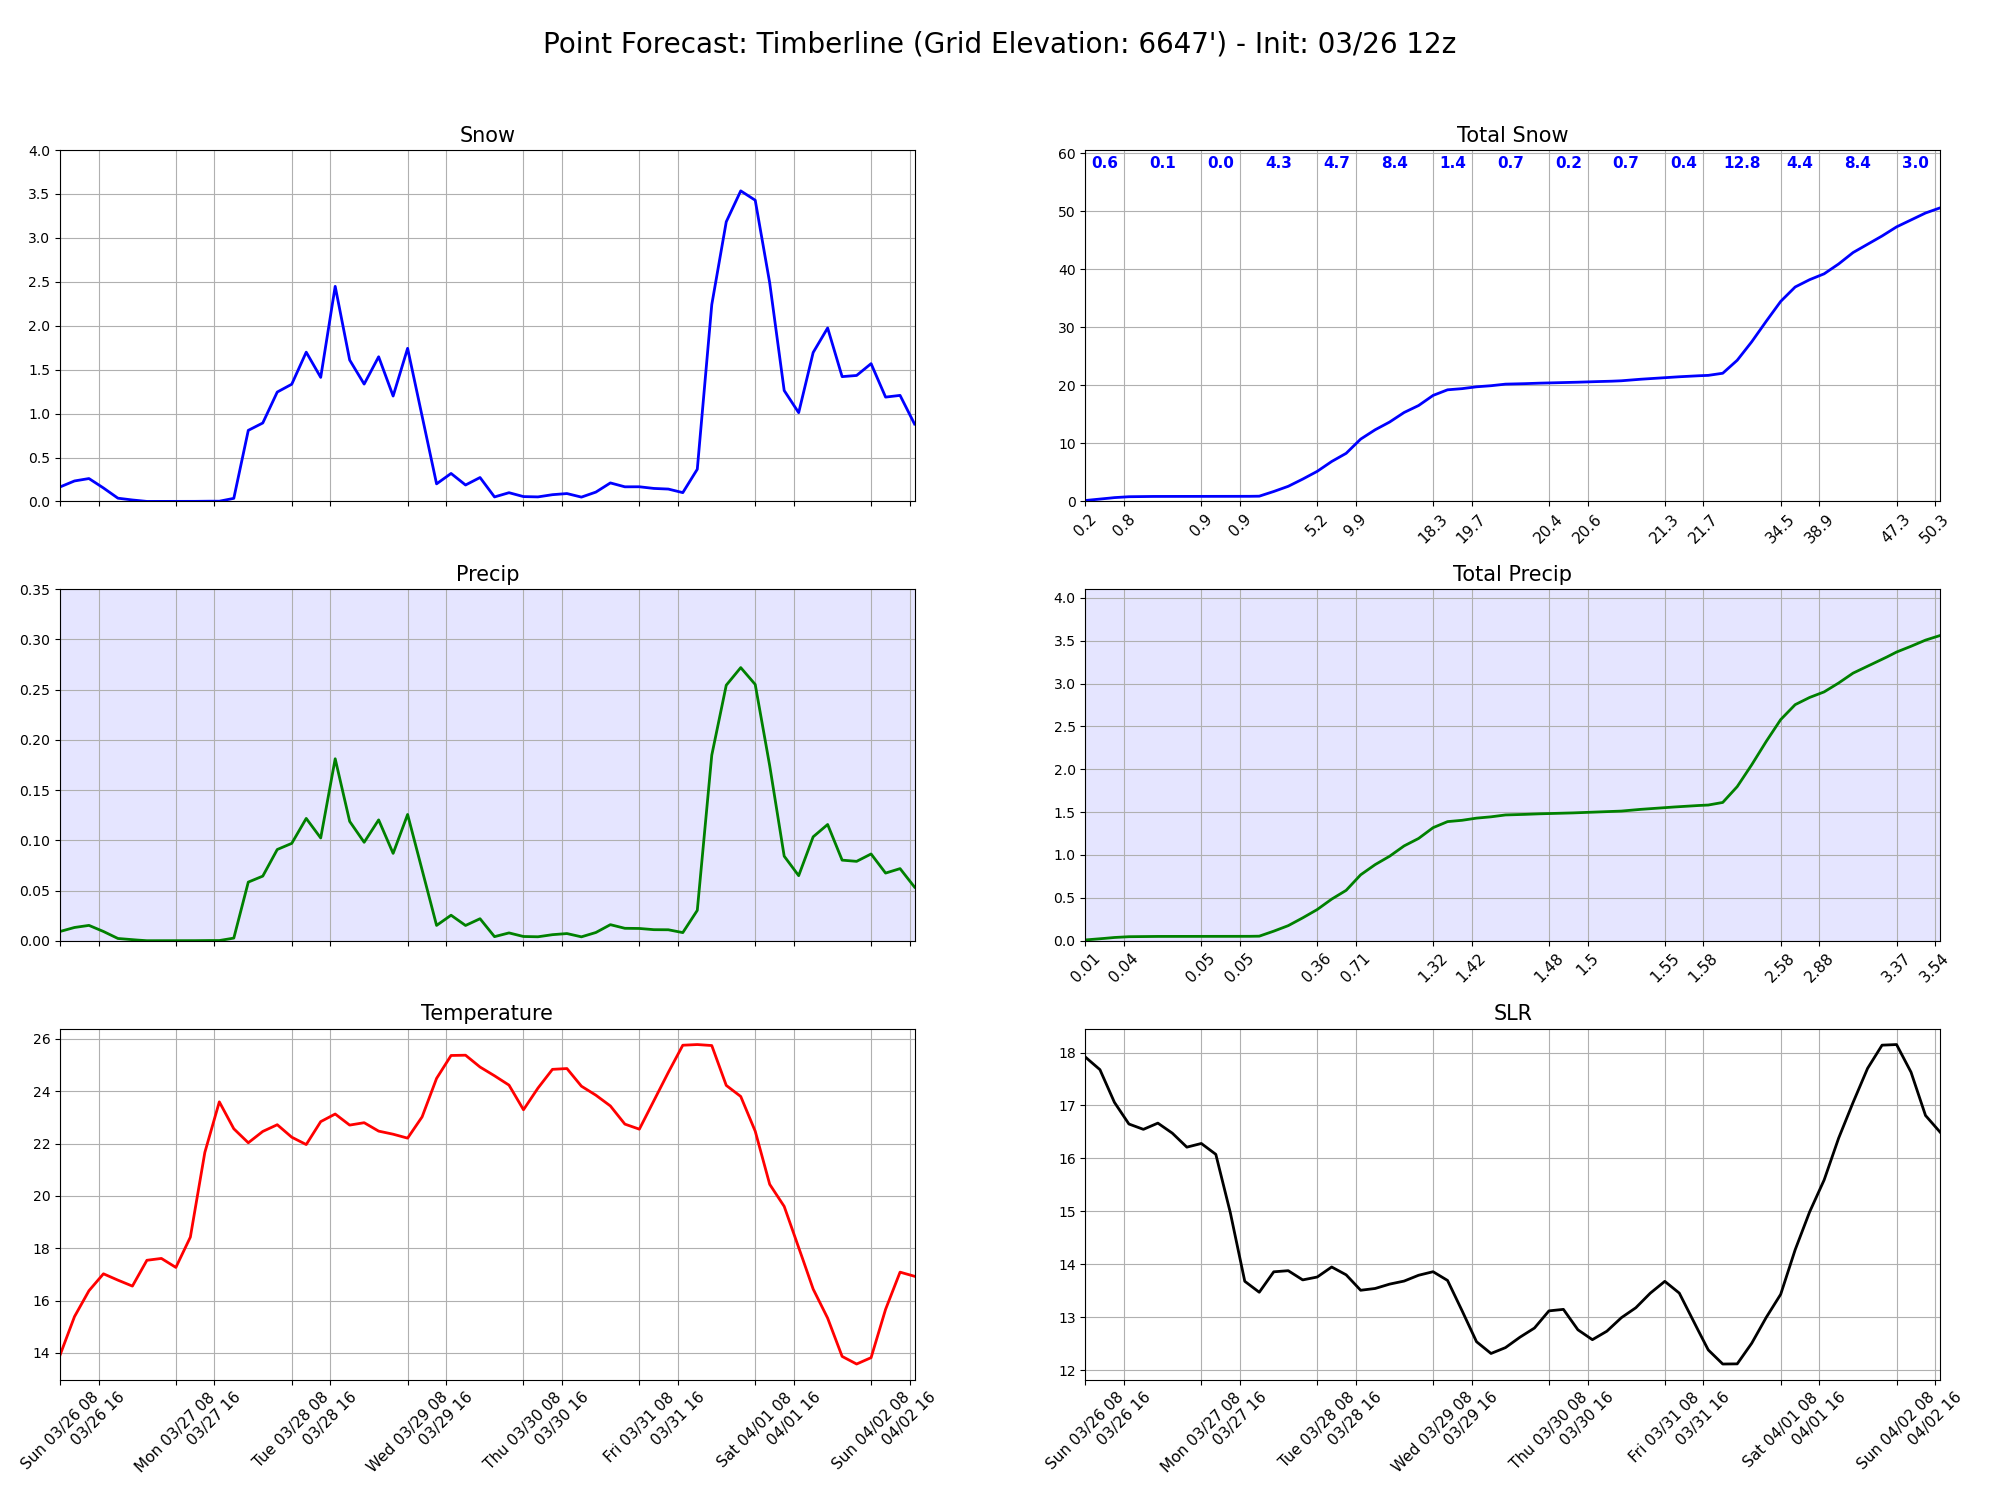 Point Forecast: Timberline (Grid Elevation: 6647') - Init: 03/26 12z
Snow
4.0
3.5
3.0
2.5
2.0
1.5
1.0
0.5
0.0
Total Snow
60
50
40
30
20
10
0
0.6 0.1 0.0 4.3 4.7 8.4 1.4 0.7 0.2 0.7 0.4 12.8 4.4 8.4 3.0
0.2 0.8 0.9 0.9 5.2 9.9 18.3 19.7 20.4 20.6 21.3 21.7 34.5 38.9 47.3 50.3
Precip
0.35
0.30
0.25
0.20
0.15
0.10
0.05
0.00
Total Precip
4.0
3.5
3.0
2.5
2.0
1.5
1.0
0.5
0.0
0.01 0.04 0.05 0.05 0.36 0.71 1.32 1.42 1.48 1.5 1.55 1.58 2.58 2.88 3.37 3.54
Temperature
26
24
22
20
18
16
14
Sun 03/26 08
03/26 16
Mon 03/27 08
03/27 16
Tue 03/28 08
03/28 16
Wed 03/29 08
03/29 16
Thu 03/30 08
03/30 16
Fri 03/31 08
03/31 16
Sat 04/01 08
04/01 16
Sun 04/02 08
04/02 16
SLR
18
17
16
15
14
13
12
Sun 03/26 08
03/26 16
Mon 03/27 08
03/27 16
Tue 03/28 08
03/28 16
Wed 03/29 08
03/29 16
Thu 03/30 08
03/30 16
Fri 03/31 08
03/31 16
Sat 04/01 08
04/01 16
Sun 04/02 08
04/02 16